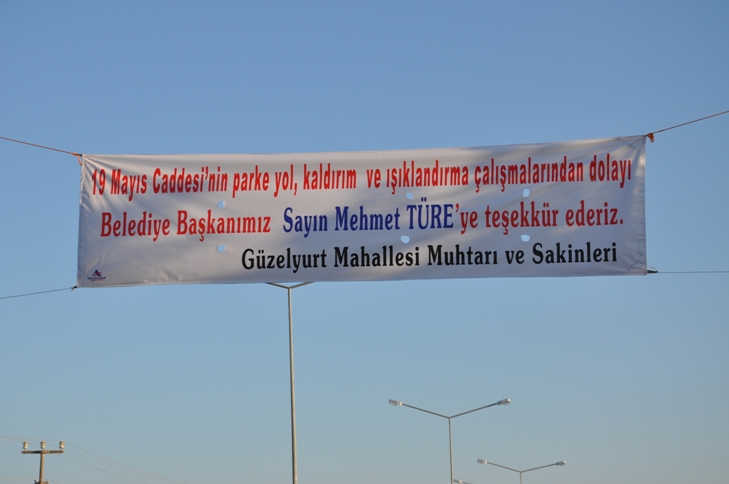 19 Mayıs Caddesi'nin parke yol, kaldırım ve ışıklandırma çalışmalarından dolayı
Belediye Başkanımız Sayın Mehmet TÜRE'ye teşekkür ederiz.
Güzelyurt Mahallesi Muhtarı ve Sakinleri